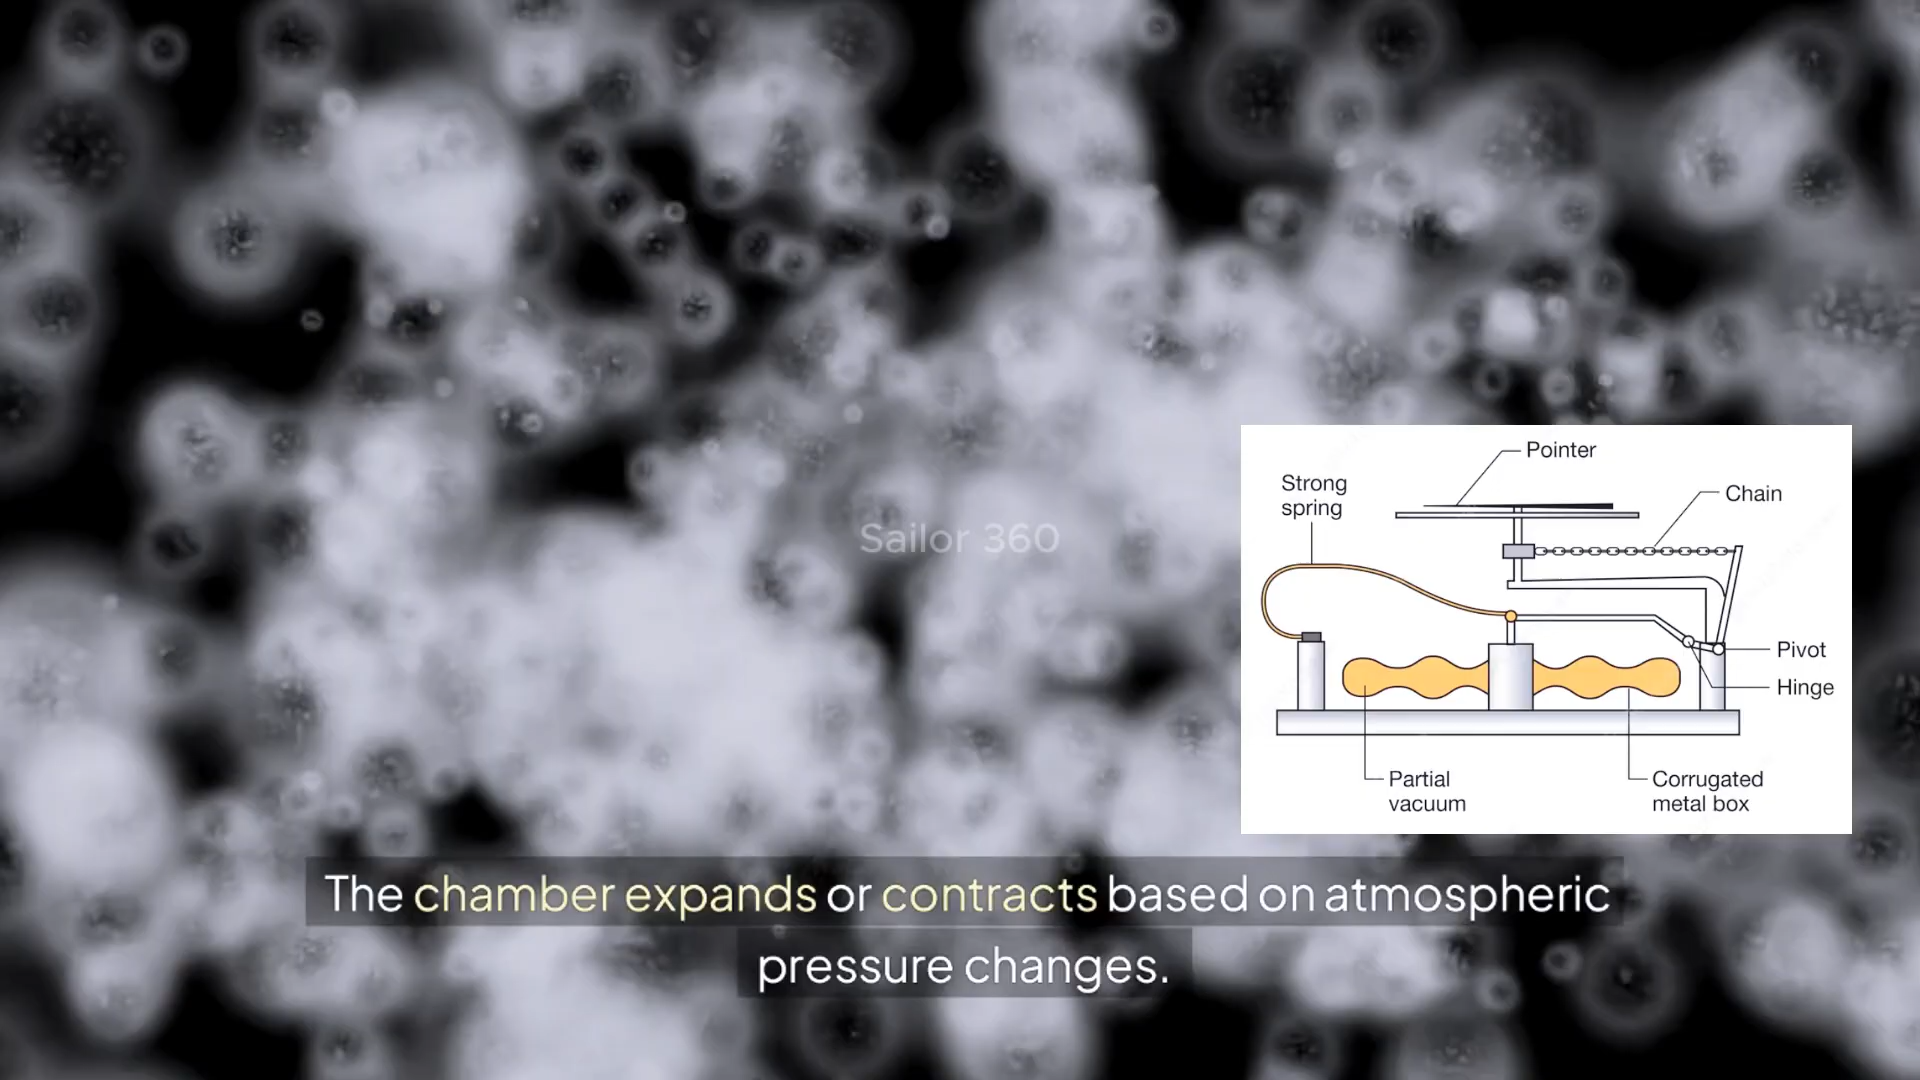 Pointer
Strong
spring
Chain
Sailor 360
Pivot
Hinge
Partial
vacuum
Corrugated
metal box
The chamber expands or contracts based on atmospheric
pressure changes.